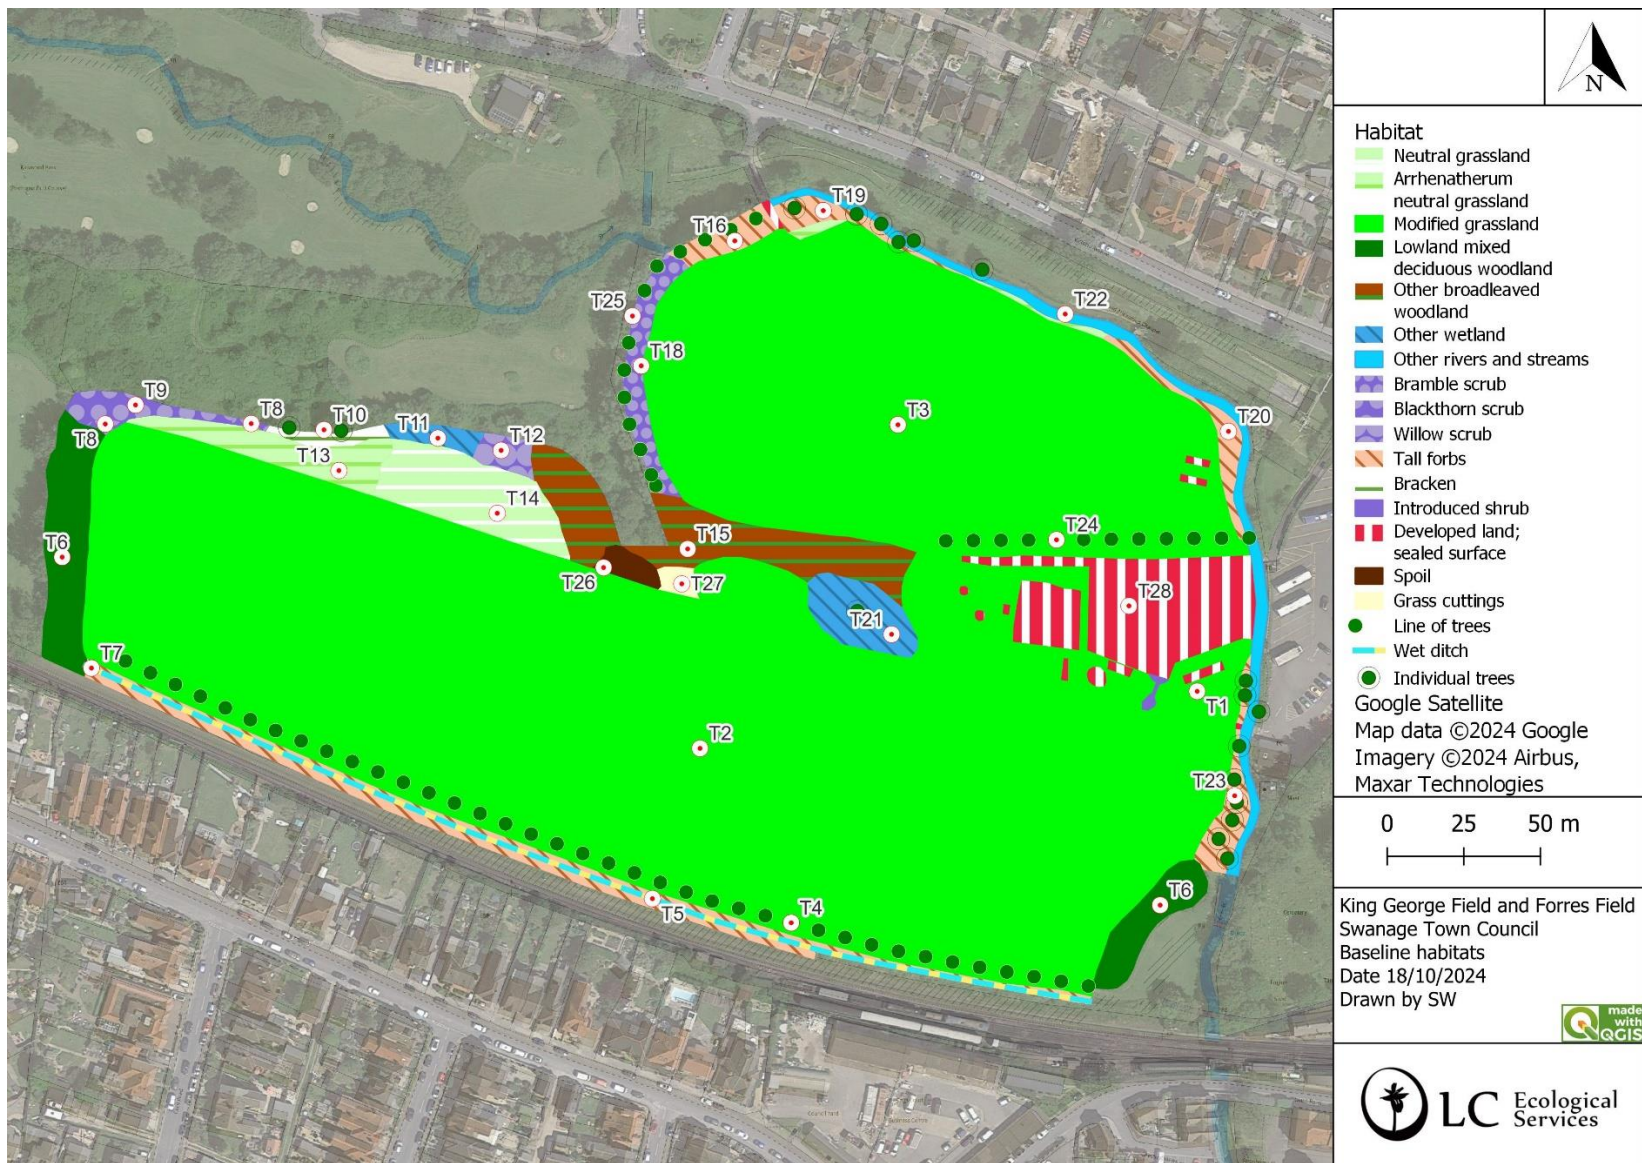 N
Habitat
Neutral grassland
Arrhenatherum
neutral grassland
Modified grassland
Lowland mixed
deciduous woodland
Other broadleaved
woodland
Other wetland
Other rivers and streams
Bramble scrub
Blackthorn scrub
Willow scrub
Tall forbs
Bracken
Introduced shrub
Developed land;
sealed surface
Spoil
Grass cuttings
Line of trees
Wet ditch
Individual trees
Google Satellite
Map data ©2024 Google
Imagery ©2024 Airbus,
Maxar Technologies
0 25 50 m
King George Field and Forres Field
Swanage Town Council
Baseline habitats
Date 18/10/2024
Drawn by SW
made
with
QGIS
LC Ecological
Services
T19
T16
T25
T22
T18
T9
T8
T10
T11
T3
T20
T8
T12
T13
T14
T24
T15
T6
T26
T27
T28
T21
T7
T1
T2
T23
T5
T4
T6